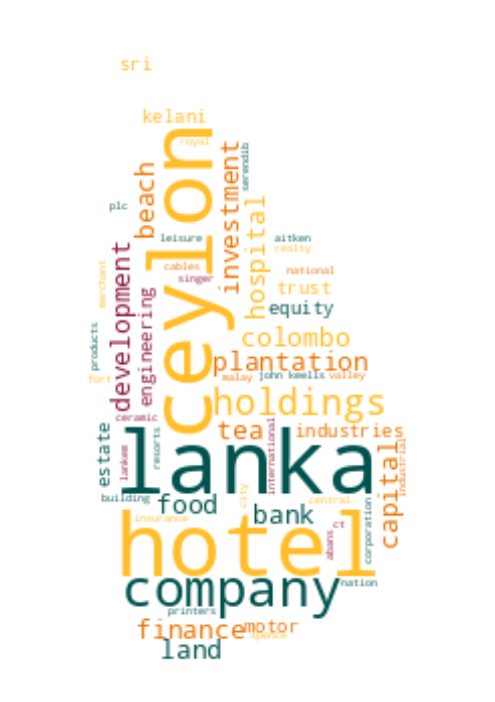 sri
kelani
royal
ceylon
investment
serendib
beach
hospital
plc
leisure
aitken
realty
development
cables
singer
national
merchant
engineering
trust
equity
products
colombo
plantation
fort
malay
john keells
valley
holdings
ceramic
tea
industries
estate
lankem
resorts
lanka
international
capital
industrial
building
food
city
central
bank
insurance
hotel
ct
abans
corporation
company
nation
printers
finance
motor
spence
land